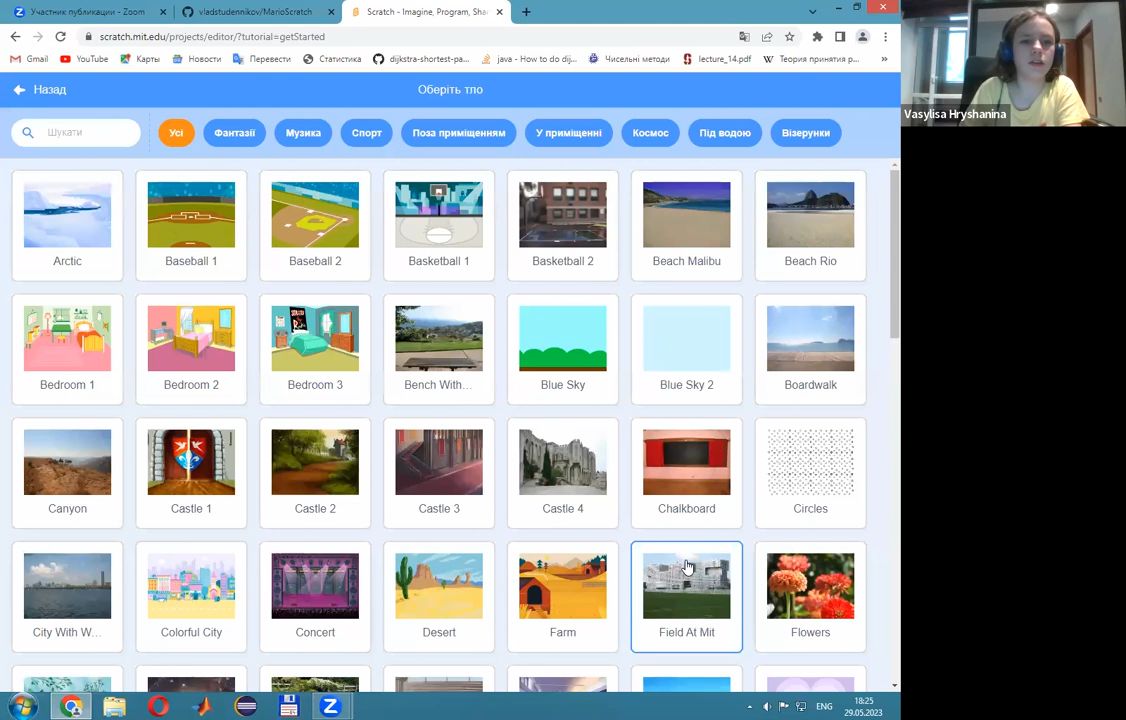 Участник публикации - Zoom
vladstudennikov/MarioScratch
Scratch - Imagine, Program, Sha
scratch.mit.edu/projects/editor/?tutorial=getStarted
Gmail
YouTube
Карты
Новости
Перевести
Статистика
dijkstra-shortest-pa...
java - How to do dij...
Чисельні методи
lecture_14.pdf
Теория принятия р...
Назад
Оберіть тло
Шукати
Усі
Фантазії
Музика
Спорт
Поза приміщенням
У приміщенні
Космос
Під водою
Візерунки
Arctic
Baseball 1
Baseball 2
Basketball 1
Basketball 2
Beach Malibu
Beach Rio
Bedroom 1
Bedroom 2
Bedroom 3
Bench With...
Blue Sky
Blue Sky 2
Boardwalk
Canyon
Castle 1
Castle 2
Castle 3
Castle 4
Chalkboard
Circles
City With W...
Colorful City
Concert
Desert
Farm
Field At Mit
Flowers
ENG
18:25
29.05.2023
Vasylisa Hryshanina